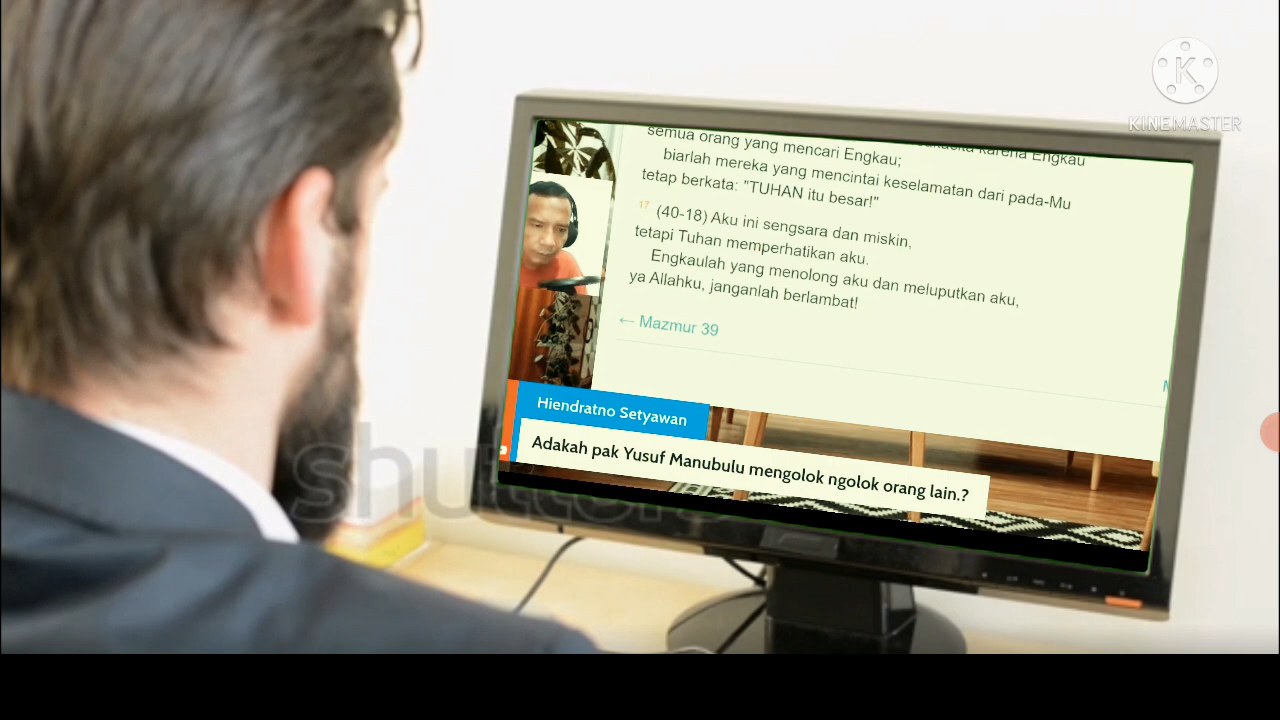 KINEMASTER
semua orang yang mencari Engkau;
karena Engkau
biarlah mereka yang mencintai keselamatan dari pada-Mu
tetap berkata: "TUHAN itu besar!"
17 (40-18) Aku ini sengsara dan miskin,
tetapi Tuhan memperhatikan aku.
Engkaulah yang menolong aku dan meluputkan aku,
ya Allahku, janganlah berlambat!
← Mazmur 39
Hiendratno Setyawan
Adakah pak Yusuf Manubulu mengolok ngolok orang lain.?